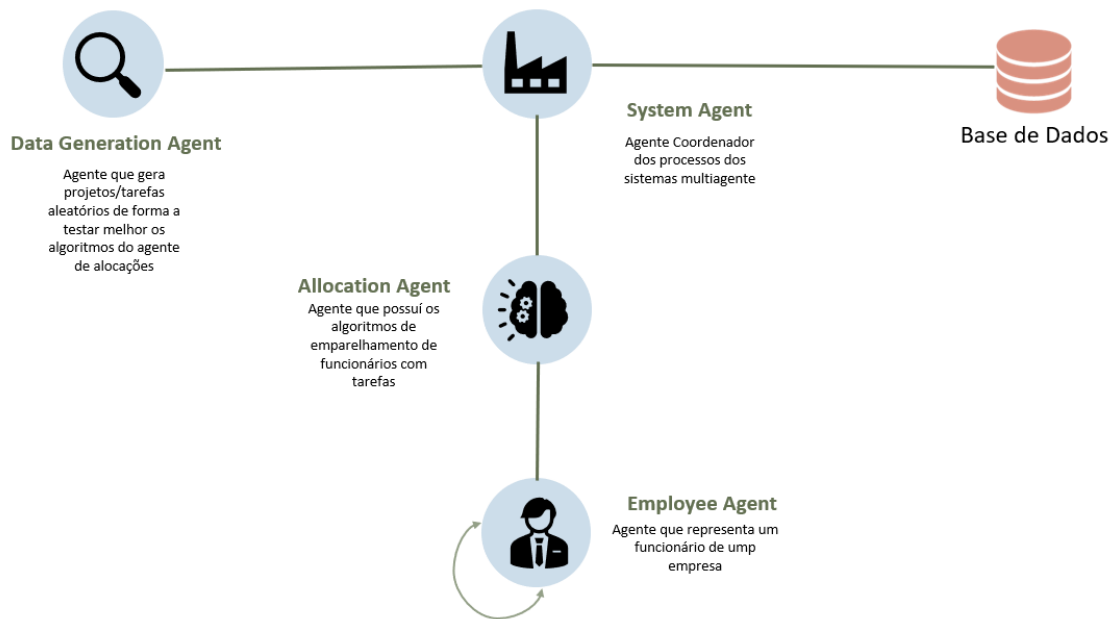 Data Generation Agent
Agente que gera
projetos/tarefas
aleatórios de forma a
testar melhor os
algoritmos do agente
de alocações
System Agent
Agente Coordenador
dos processos dos
sistemas multiagente
Base de Dados
Allocation Agent
Agente que possuí os
algoritmos de
emparelhamento de
funcionários com
tarefas
Employee Agent
Agente que representa um
funcionário de ump
empresa